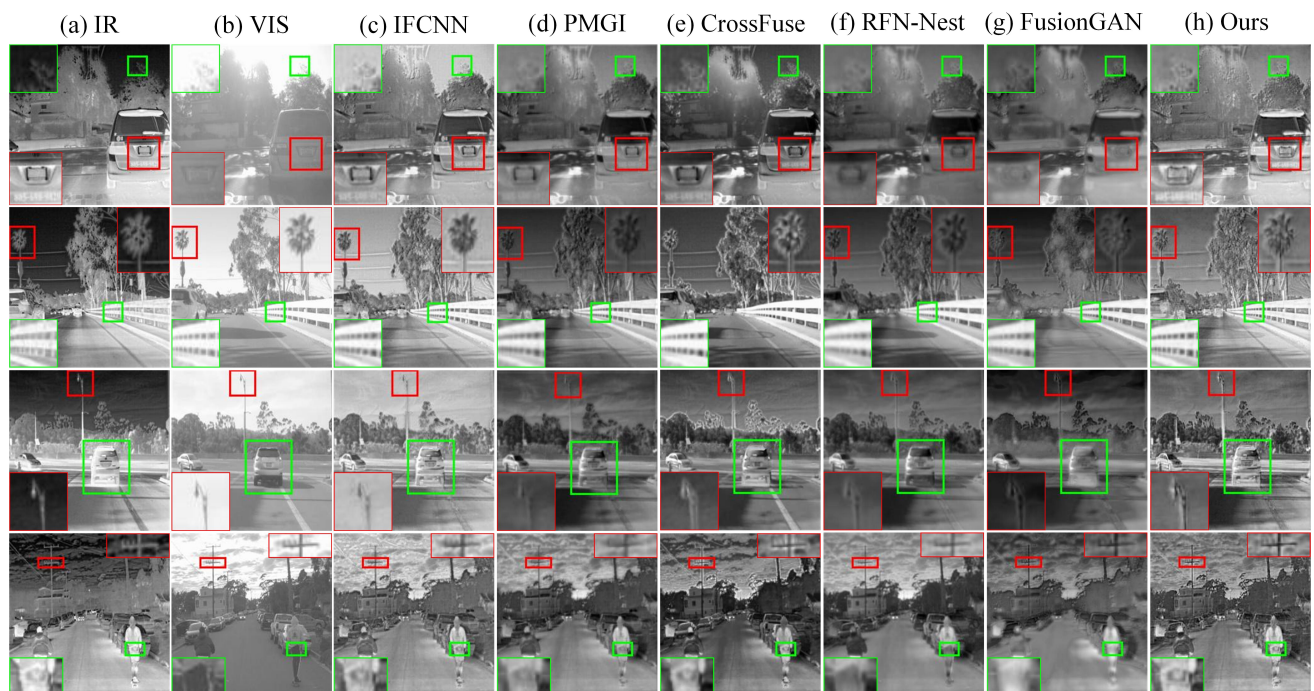 (a) IR (b) VIS (c) IFCNN (d) PMGI (e) CrossFuse (f) RFN-Nest (g) FusionGAN (h) Ours